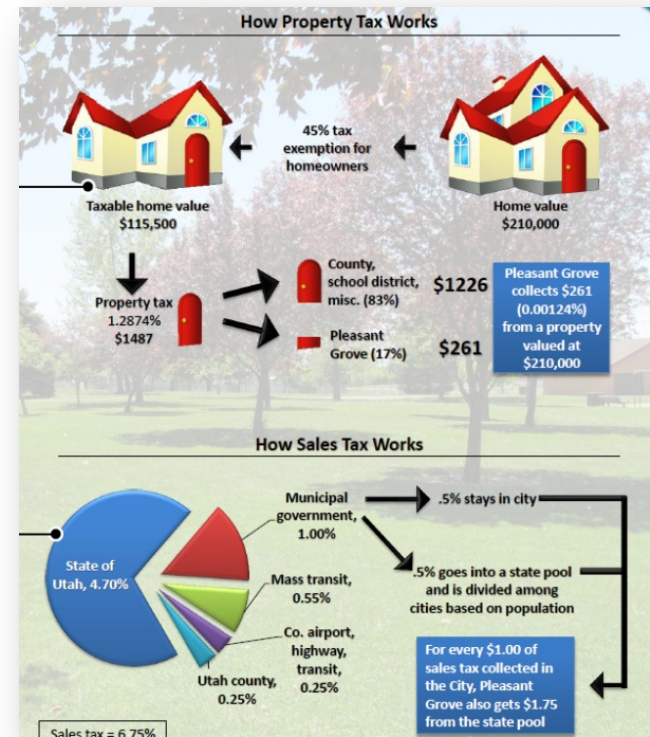 How Property Tax Works
45% tax
exemption for
homeowners
Taxable home value
$115,500
Home value
$210,000
Property tax
1.2874%
$1487
County,
school district,
misc. (83%)
$1226
Pleasant
Grove (17%)
$261
Pleasant Grove
collects $261
(0.00124%)
from a property
valued at
$210,000
How Sales Tax Works
State of
Utah, 4.70%
Municipal
government,
1.00%
Mass transit,
0.55%
Co. airport,
highway,
transit,
0.25%
Utah county,
0.25%
.5% stays in city
.5% goes into a state pool
and is divided among
cities based on population
For every $1.00 of
sales tax collected in
the City, Pleasant
Grove also gets $1.75
from the state pool
Sales tax = 6.75%